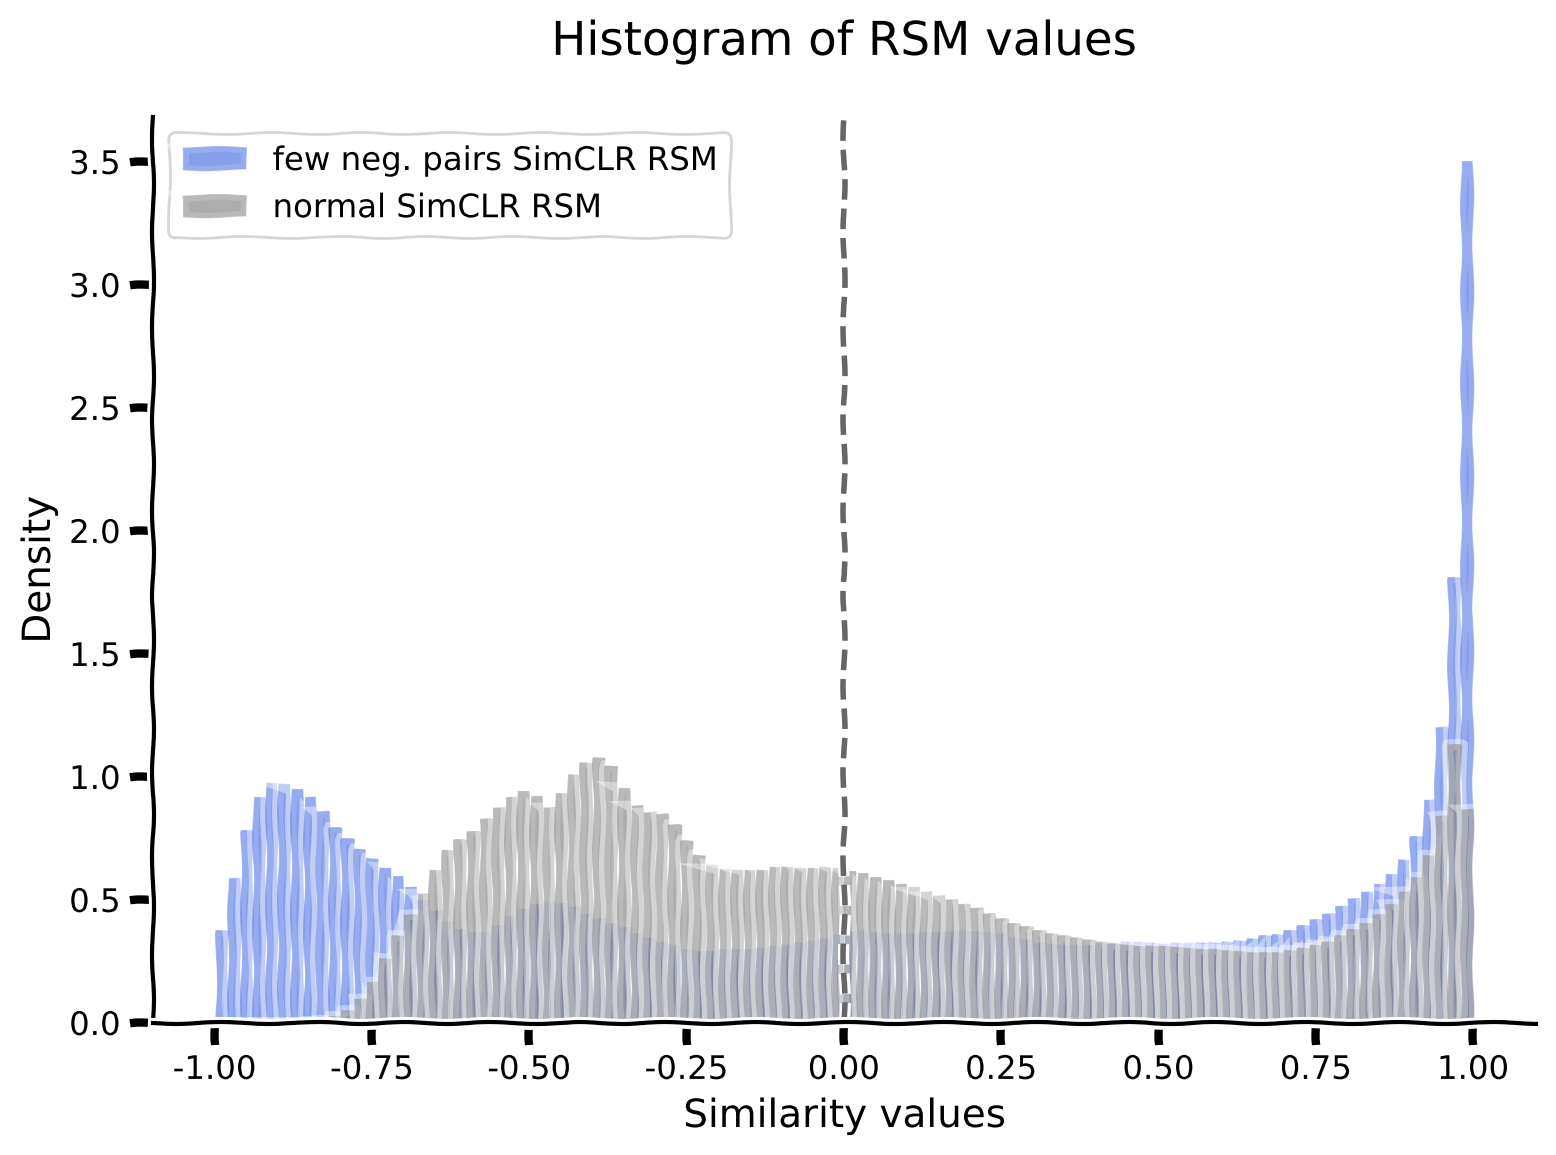 Histogram of RSM values
few neg. pairs SimCLR RSM
normal SimCLR RSM
Density
3.5
3.0
2.5
2.0
1.5
1.0
0.5
0.0
-1.00 -0.75 -0.50 -0.25 0.00 0.25 0.50 0.75 1.00
Similarity values